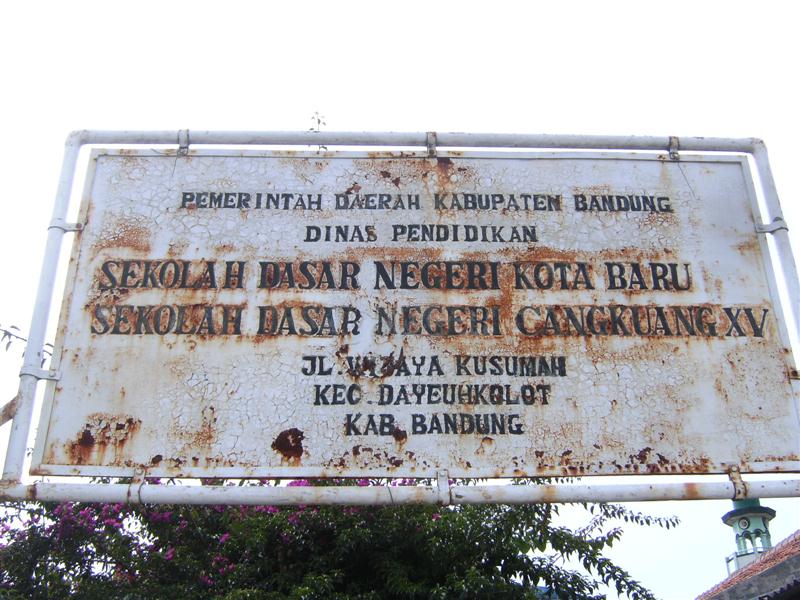 PEMERINTAH DAERAH KABUPATEN BANDUNG
DINAS PENDIDIKAN
SEKOLAH DASAR NEGERI KOTA BARU
SEKOLAH DASAR NEGERI CANGKUANG XV
JL. WIJAYA KUSUMAH
KEC. DAYEUHKOLOT
KAB. BANDUNG